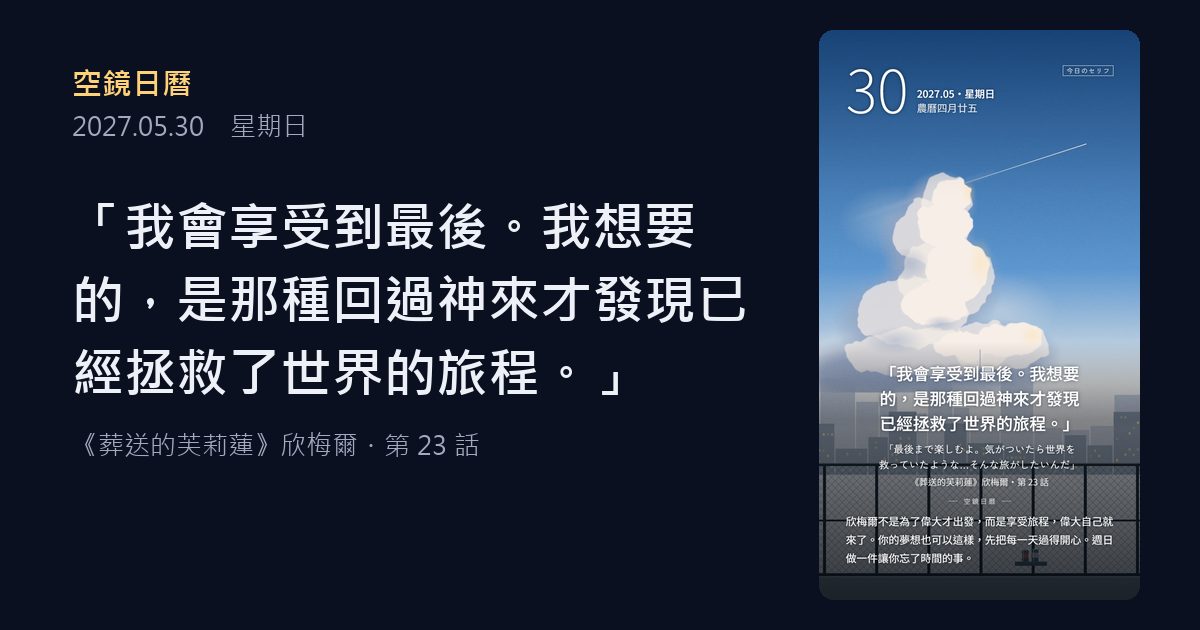 空鏡日曆
2027.05.30 星期日
「我會享受到最後。我想要
的，是那種回過神來才發現已
經拯救了世界的旅程。」
《葬送的芙莉蓮》欣梅爾・第 23 話
30
2027.05・星期日
農曆四月廿五
今日のセリフ
「我會享受到最後。我想要
的，是那種回過神來才發現
已經拯救了世界的旅程。」
「最後まで楽しむよ。気がついたら世界を
救っていたような…そんな旅がしたいんだ」
《葬送的芙莉蓮》欣梅爾・第 23 話
— 空鏡日曆 —
欣梅爾不是為了偉大才出發，而是享受旅程，偉大自己就
來了。你的夢想也可以這樣，先把每一天過得開心。週日
做一件讓你忘了時間的事。